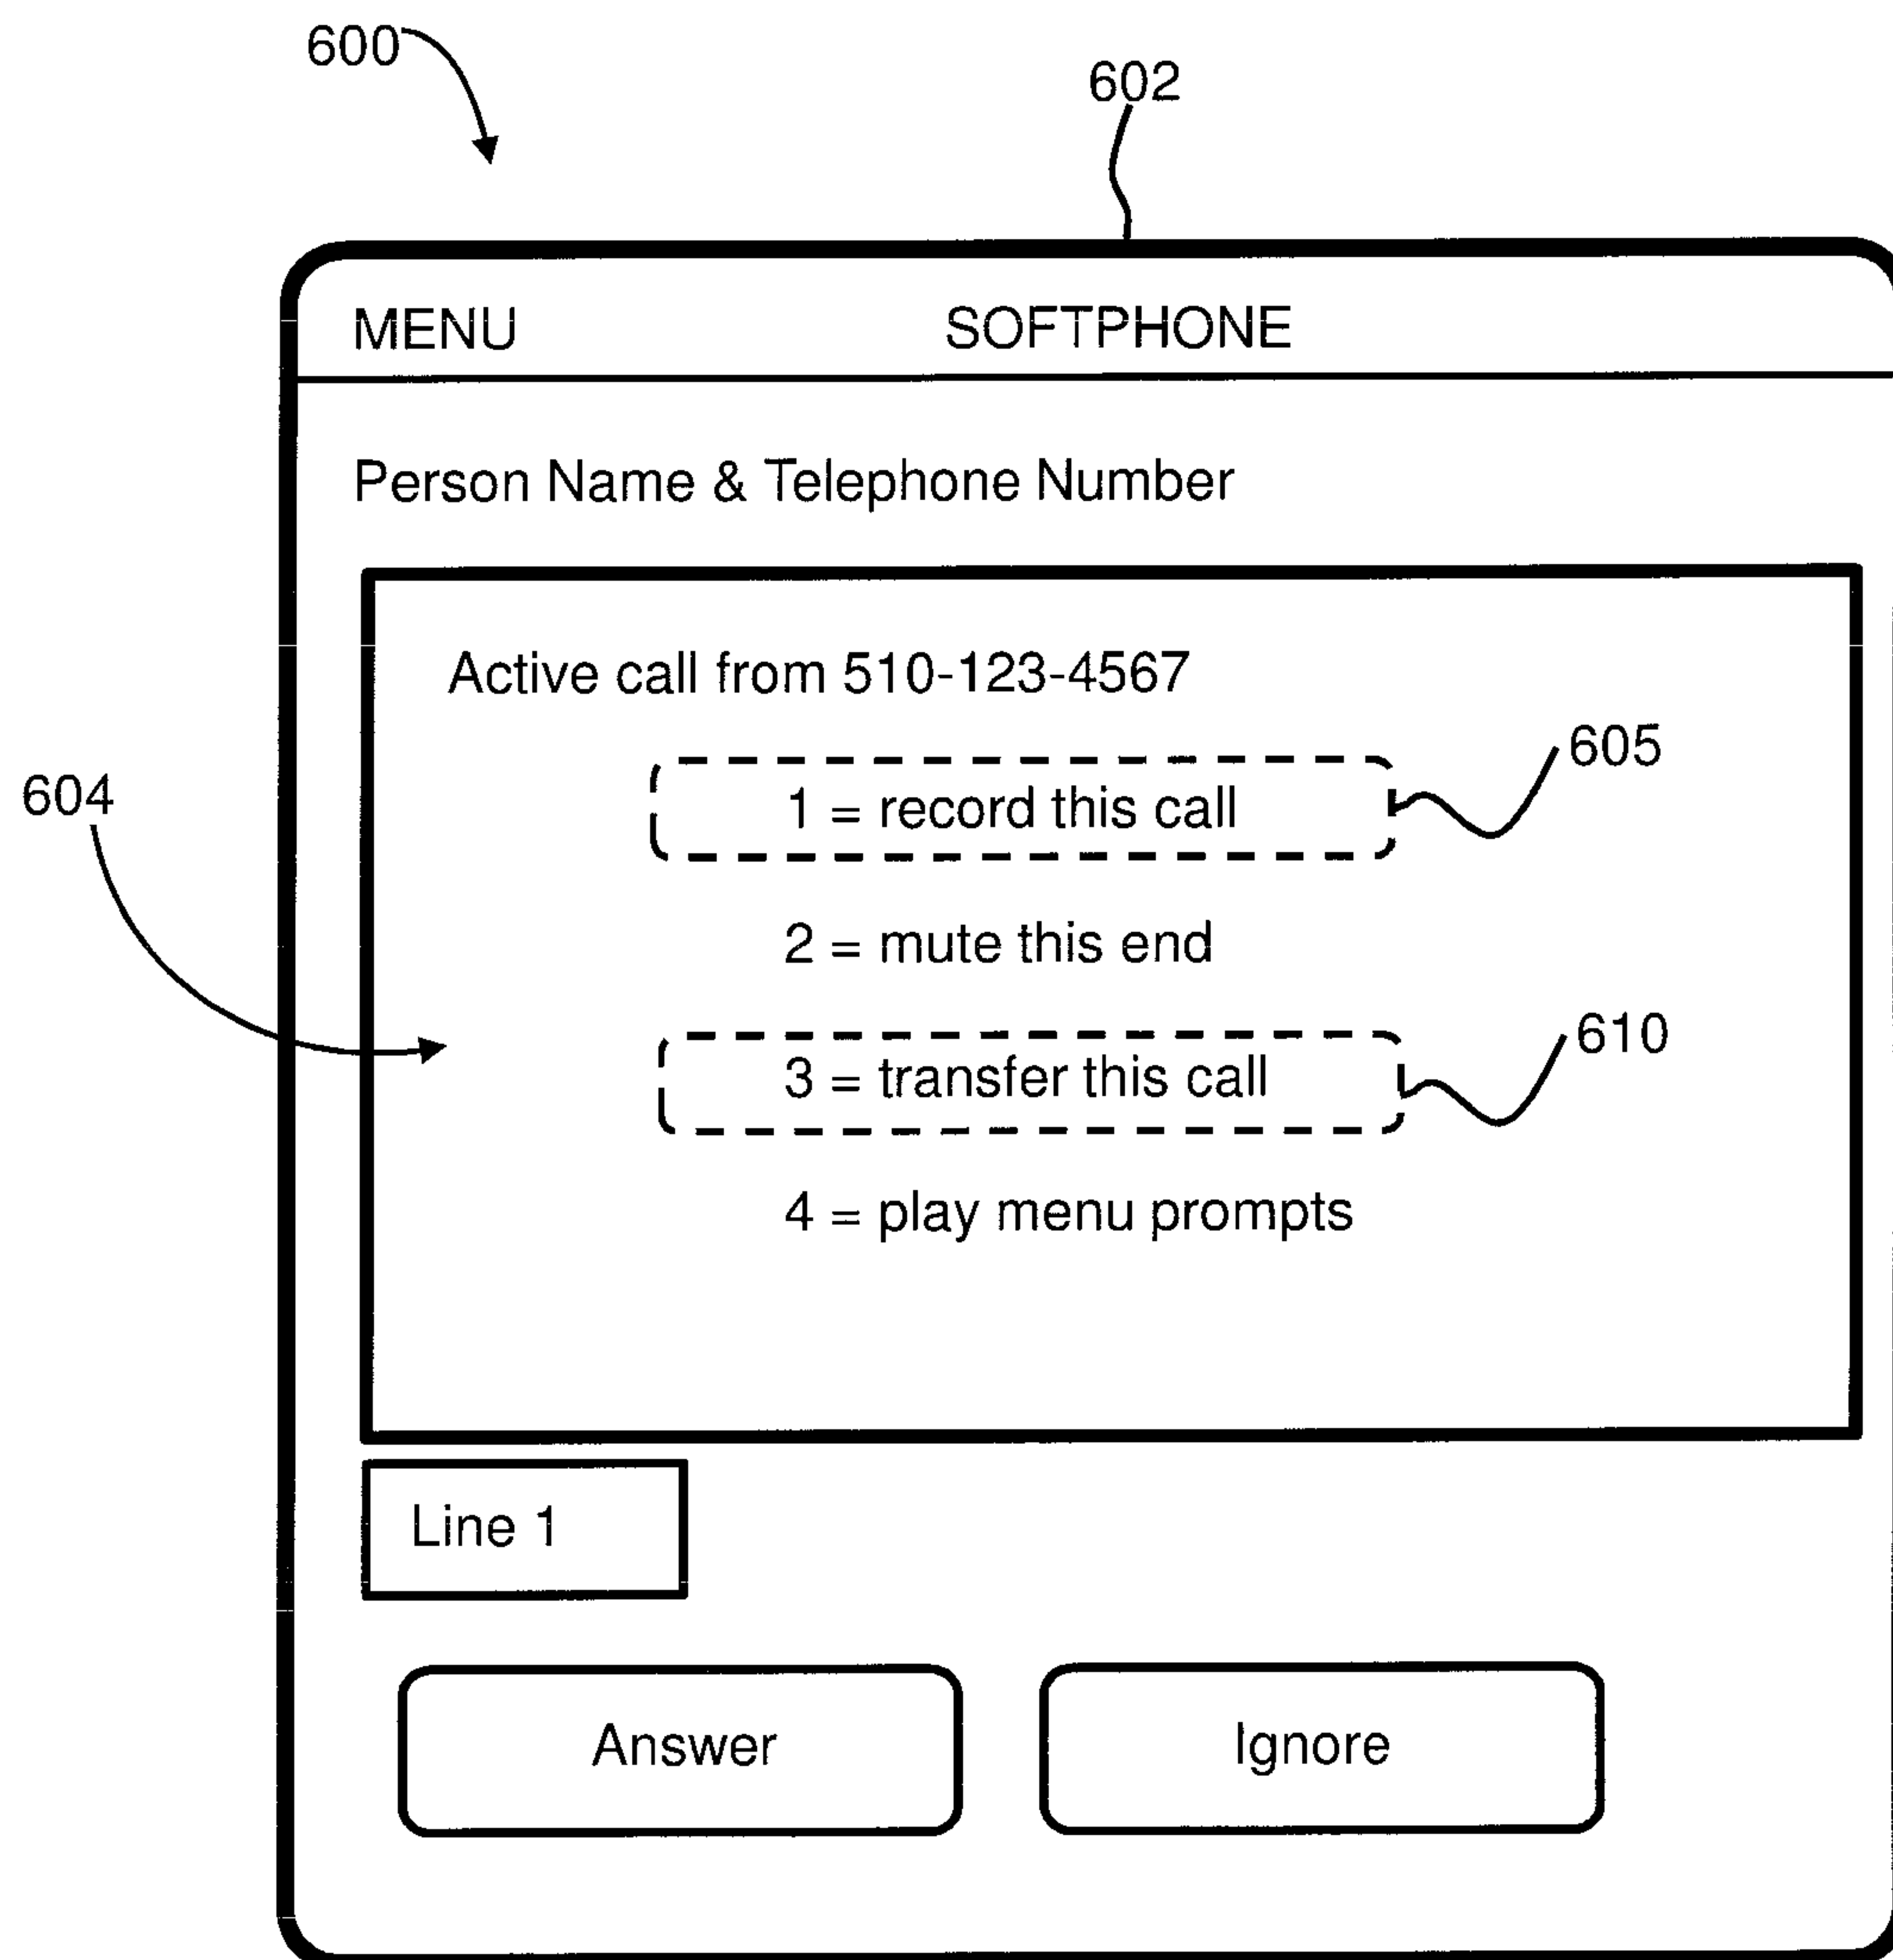 600
602
MENU SOFTPHONE
Person Name & Telephone Number
Active call from 510-123-4567
605
1 = record this call
604
2 = mute this end
610
3 = transfer this call
4 = play menu prompts
Line 1
Answer Ignore